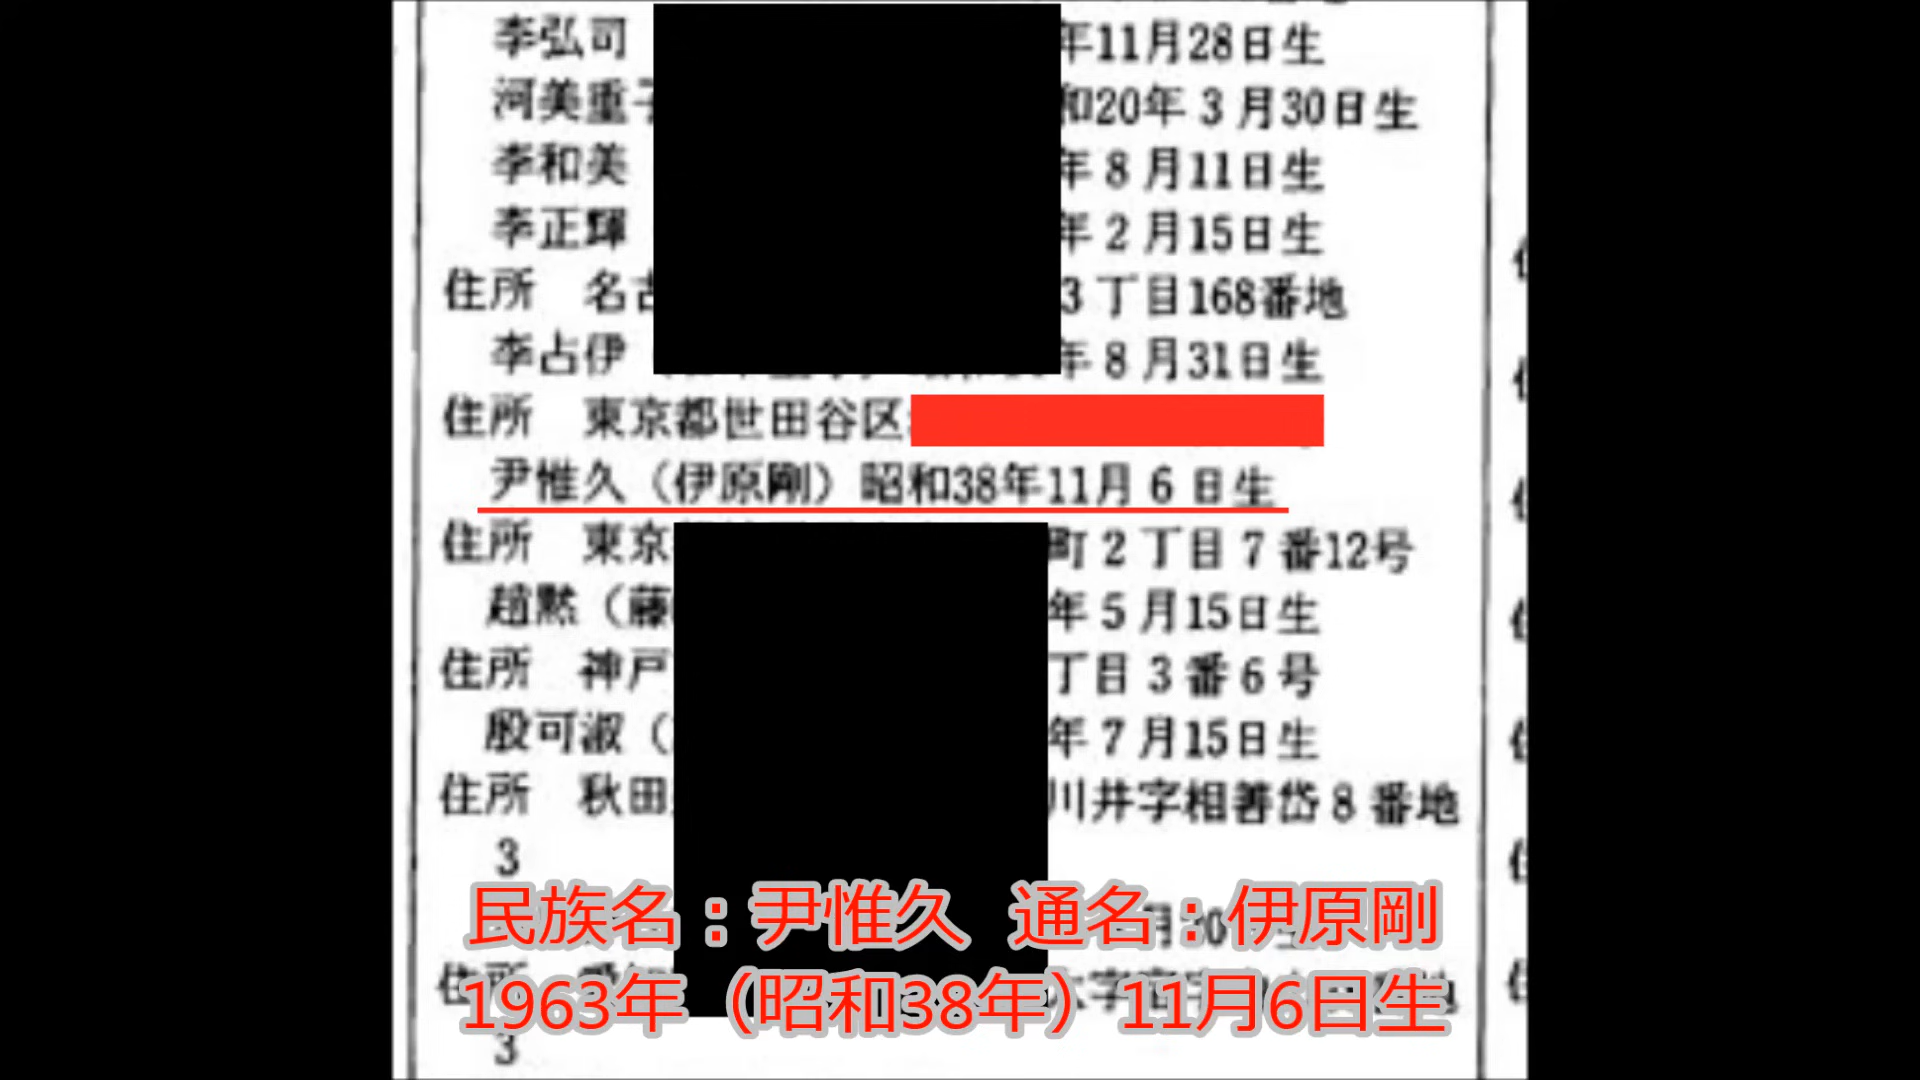 李弘司 年11月28日生
河美重子 和20年3月30日生
李和美 年8月11日生
李正輝 年2月15日生
住所 名古 3丁目168番地
李占伊 年8月31日生
住所 東京都世田谷区
尹惟久（伊原剛）昭和38年11月6日生
住所 東京 町2丁目7番12号
趙黙（藤 年5月15日生
住所 神戸 丁目3番6号
殷可淑（ 年7月15日生
住所 秋田 川井字相善岱8番地
3
民族名：尹惟久 通名：伊原剛
1963年（昭和38年）11月6日生
3